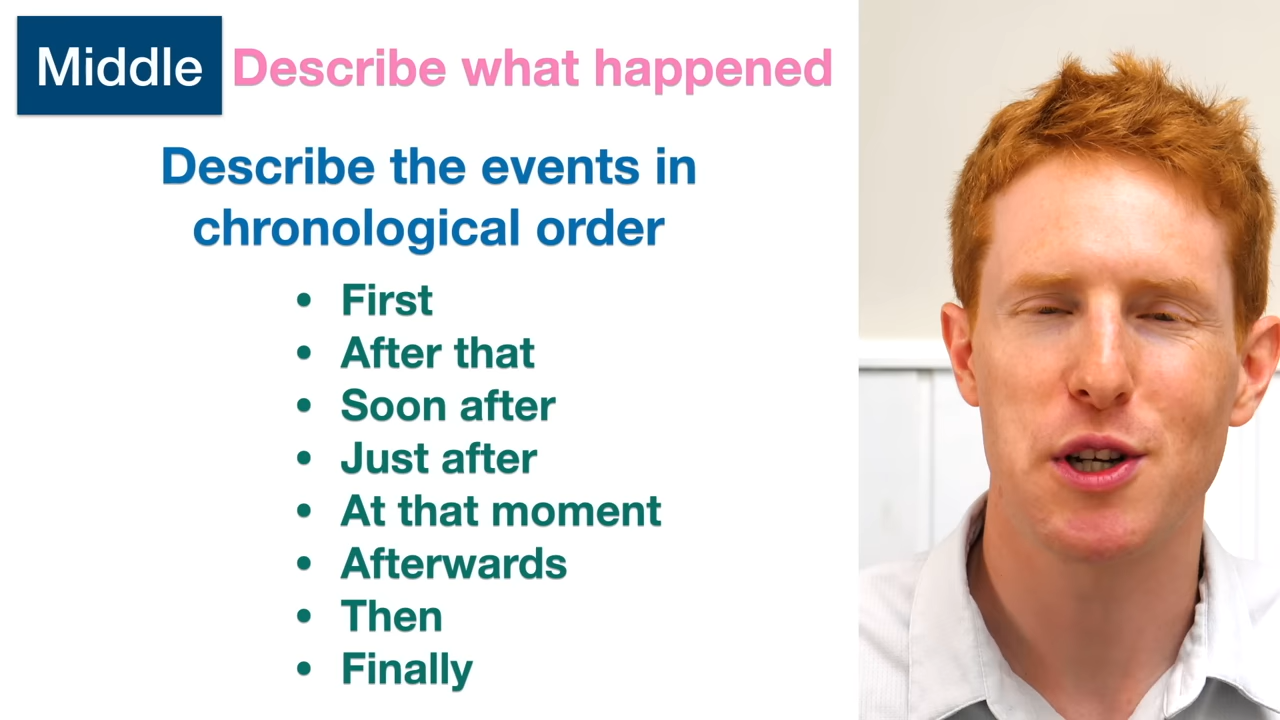 Middle Describe what happened
Describe the events in
chronological order
• First
• After that
• Soon after
• Just after
• At that moment
• Afterwards
• Then
• Finally